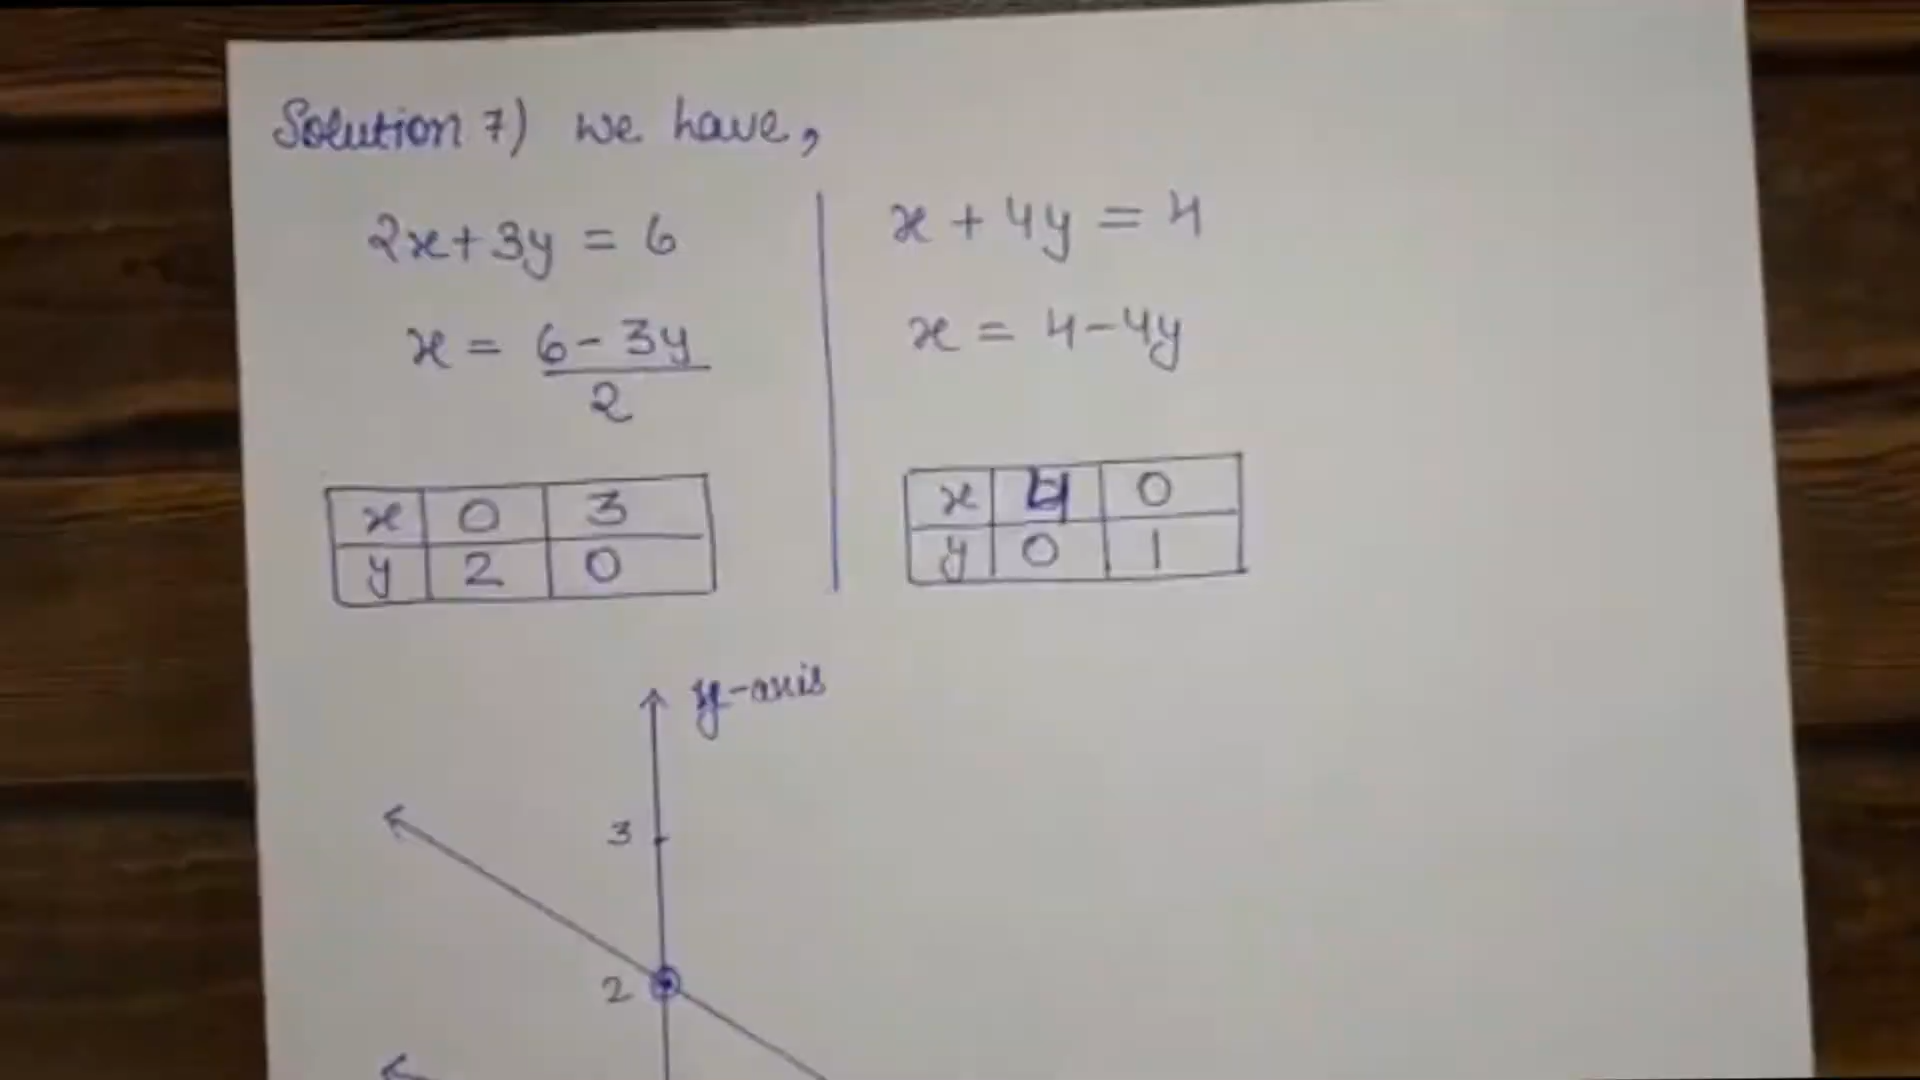 Solution 7) we have,
2x+3y = 6
x = 6-3y
2
x 0 3
y 2 0
x + 4y = 4
x = 4-4y
x 4 0
y 0 1
y-axis
3
2